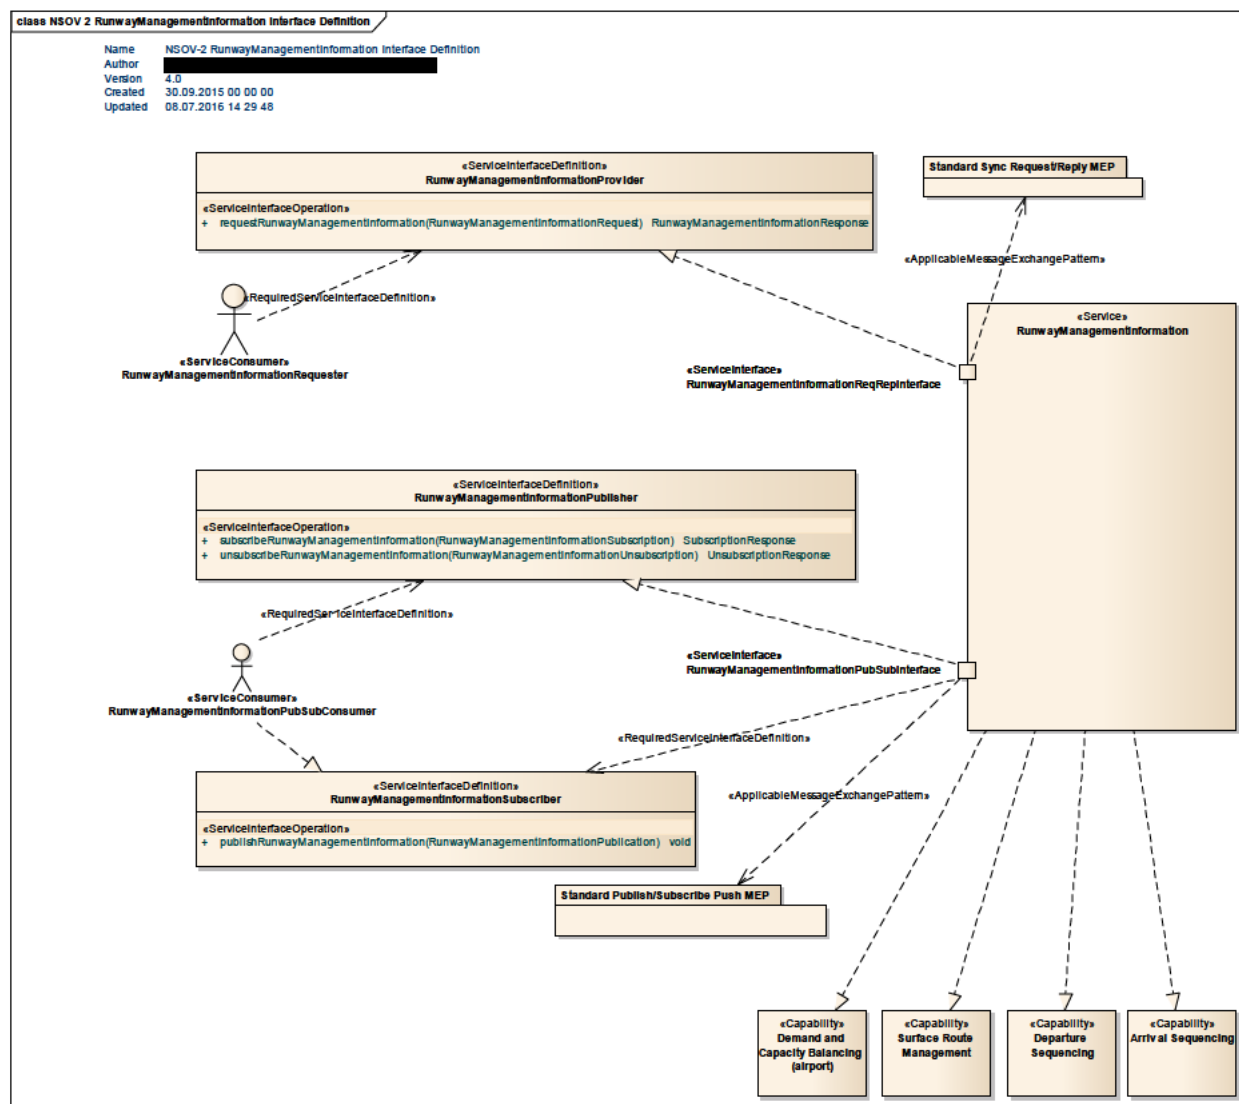 class NSOV 2 RunwayManagementInformation Interface Definition
Name NSOV-2 RunwayManagementInformation Interface Definition
Author
Version 4.0
Created 30.09.2015 00 00 00
Updated 08.07.2016 14 29 48
«ServiceInterfaceDefinition»
RunwayManagementInformationProvider
«ServiceInterfaceOperation»
+ requestRunwayManagementInformation(RunwayManagementInformationRequest) RunwayManagementInformationResponse
Standard Sync Request/Reply MEP
«ApplicableMessageExchangePattern»
«RequiredServiceInterfaceDefinition»
«Service»
RunwayManagementInformation
«ServiceConsumer»
RunwayManagementInformationRequester
«ServiceInterface»
RunwayManagementInformationReqRepInterface
«ServiceInterfaceDefinition»
RunwayManagementInformationPublisher
«ServiceInterfaceOperation»
+ subscribeRunwayManagementInformation(RunwayManagementInformationSubscription) SubscriptionResponse
+ unsubscribeRunwayManagementInformation(RunwayManagementInformationUnsubscription) UnsubscriptionResponse
«RequiredServiceInterfaceDefinition»
«ServiceInterface»
RunwayManagementInformationPubSubInterface
«ServiceConsumer»
RunwayManagementInformationPubSubConsumer
«RequiredServiceInterfaceDefinition»
«ServiceInterfaceDefinition»
RunwayManagementInformationSubscriber
«ServiceInterfaceOperation»
+ publishRunwayManagementInformation(RunwayManagementInformationPublication) void
«ApplicableMessageExchangePattern»
Standard Publish/Subscribe Push MEP
«Capability»
Demand and
Capacity Balancing
(airport)
«Capability»
Surface Route
Management
«Capability»
Departure
Sequencing
«Capability»
Arrival Sequencing